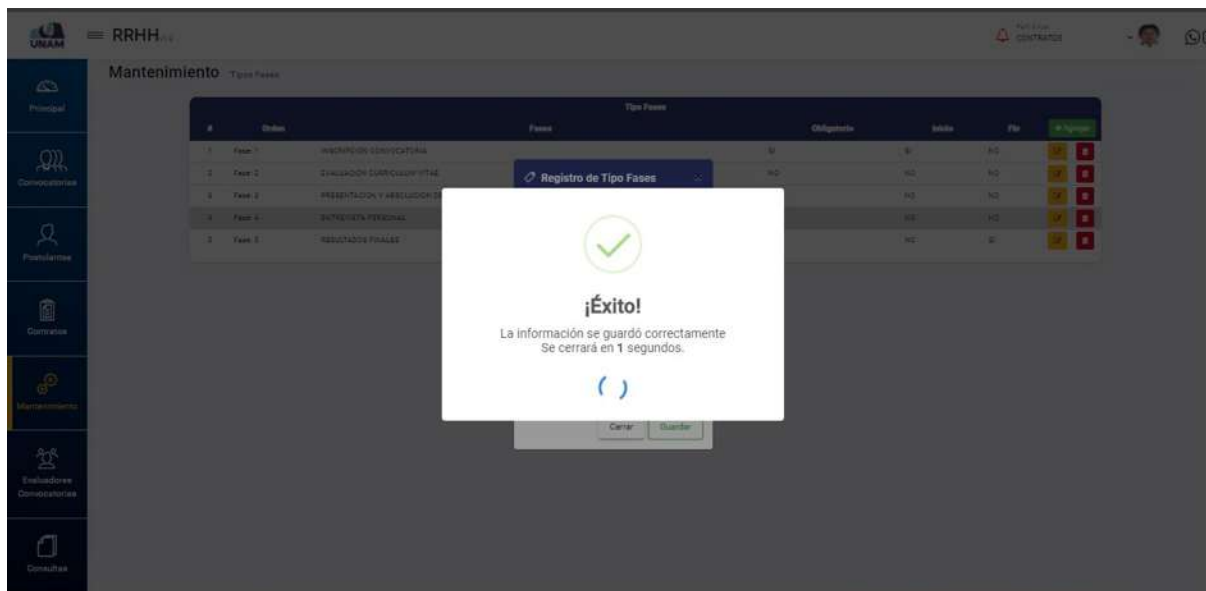 UNAM
RRHH
CONTRATOS
Mantenimiento Tipos Fases
Principal
Convocatorias
Postulantes
Contratos
Mantenimiento
Evaluadores
Convocatorias
Consultas
Tipo Fases
# Orden Fases Obligatorio Inicio Fin + Agregar
1 Fase 1 INSCRIPCION CONVOCATORIA SI SI NO
2 Fase 2 EVALUACION CURRICULUM VITAE NO NO NO
3 Fase 3 PRESENTACION Y ABSOLUCION DE NO NO
4 Fase 4 ENTREVISTA PERSONAL NO NO
5 Fase 5 RESULTADOS FINALES NO SI
Registro de Tipo Fases
¡Éxito!
La información se guardó correctamente
Se cerrará en 1 segundos.
Cerrar Guardar